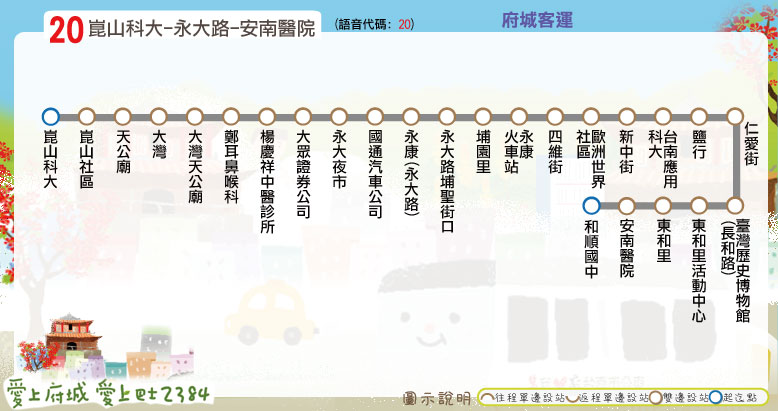 20 崑山科大-永大路-安南醫院 (語音代碼: 20)
府城客運
崑山科大
崑山社區
天公廟
大灣
大灣天公廟
鄭耳鼻喉科
楊慶祥中醫診所
大眾證券公司
永大夜市
國通汽車公司
永康(永大路)
永大路埔聖街口
埔園里
永康
火車站
四維街
歐洲世界
社區
新中街
台南應用
科大
鹽行
仁愛街
臺灣歷史博物館
(長和路)
東和里活動中心
東和里
安南醫院
和順國中
愛上府城 愛上巴士2384
圖示說明 往程單邊設站 返程單邊設站 雙邊設站 起迄點